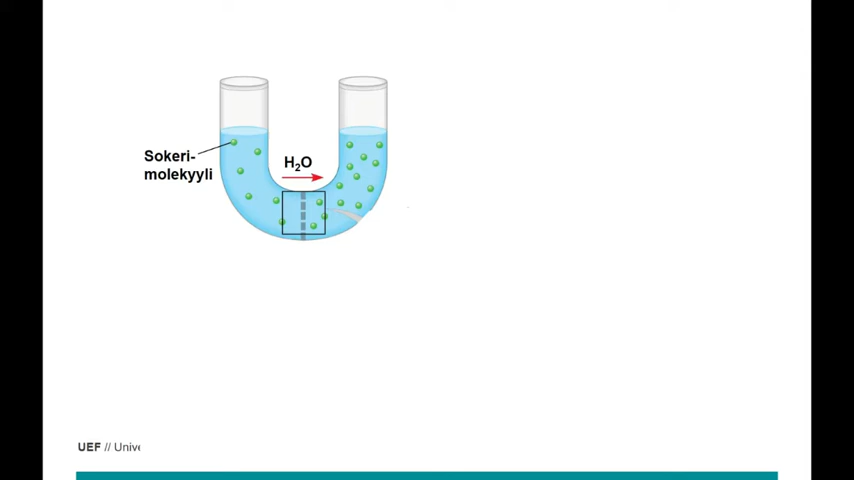 Sokeri-
molekyyli
H₂O
UEF // Unive